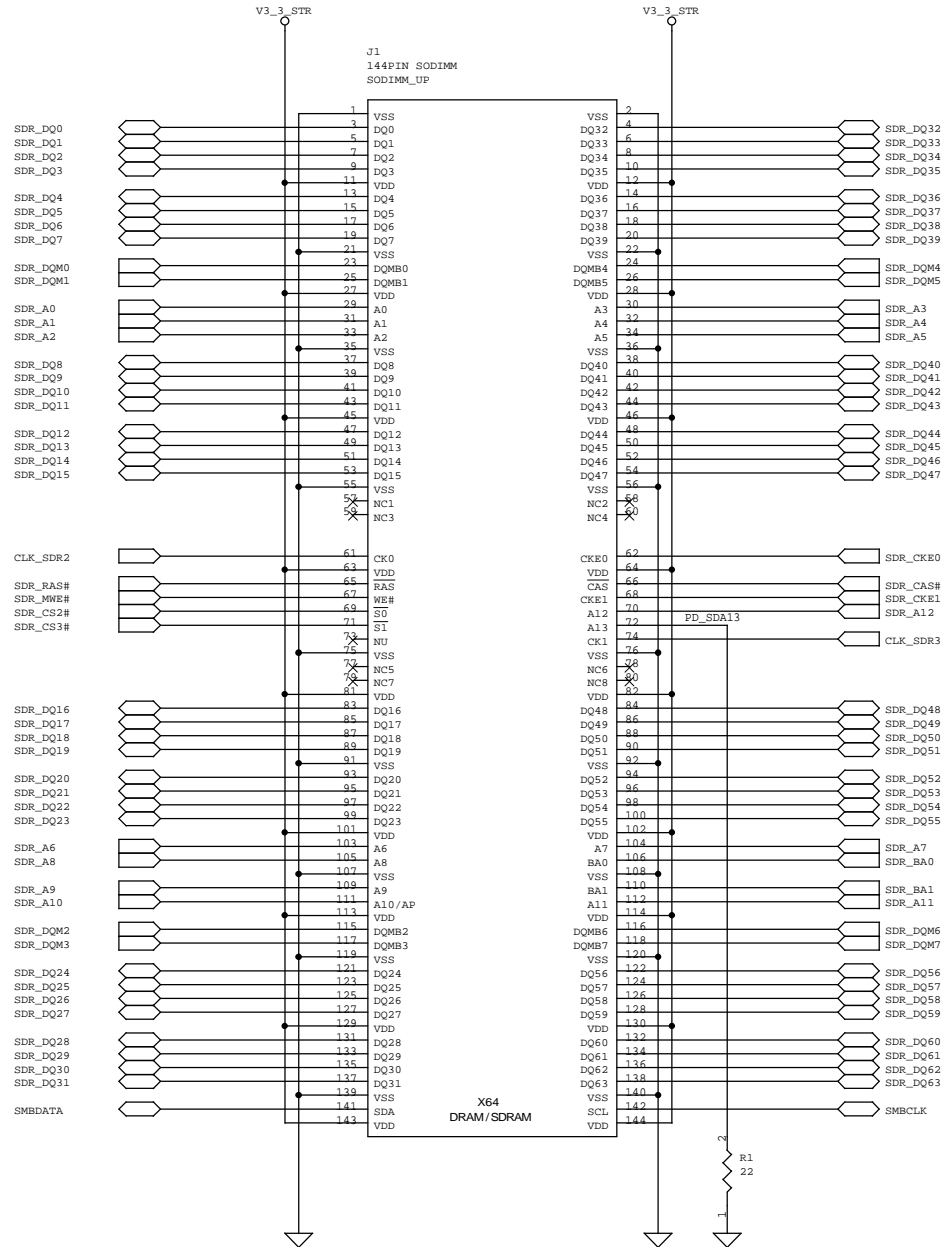 V3_3_STR V3_3_STR
J1
144PIN SODIMM
SODIMM_UP
1 VSS VSS 2
SDR_DQ0 3 DQ0 DQ32 4 SDR_DQ32
SDR_DQ1 5 DQ1 DQ33 6 SDR_DQ33
SDR_DQ2 7 DQ2 DQ34 8 SDR_DQ34
SDR_DQ3 9 DQ3 DQ35 10 SDR_DQ35
11 VDD VDD 12
SDR_DQ4 13 DQ4 DQ36 14 SDR_DQ36
SDR_DQ5 15 DQ5 DQ37 16 SDR_DQ37
SDR_DQ6 17 DQ6 DQ38 18 SDR_DQ38
SDR_DQ7 19 DQ7 DQ39 20 SDR_DQ39
21 VSS VSS 22
SDR_DQM0 23 DQMB0 DQMB4 24 SDR_DQM4
SDR_DQM1 25 DQMB1 DQMB5 26 SDR_DQM5
27 VDD VDD 28
SDR_A0 29 A0 A3 30 SDR_A3
SDR_A1 31 A1 A4 32 SDR_A4
SDR_A2 33 A2 A5 34 SDR_A5
35 VSS VSS 36
SDR_DQ8 37 DQ8 DQ40 38 SDR_DQ40
SDR_DQ9 39 DQ9 DQ41 40 SDR_DQ41
SDR_DQ10 41 DQ10 DQ42 42 SDR_DQ42
SDR_DQ11 43 DQ11 DQ43 44 SDR_DQ43
45 VDD VDD 46
SDR_DQ12 47 DQ12 DQ44 48 SDR_DQ44
SDR_DQ13 49 DQ13 DQ45 50 SDR_DQ45
SDR_DQ14 51 DQ14 DQ46 52 SDR_DQ46
SDR_DQ15 53 DQ15 DQ47 54 SDR_DQ47
55 VSS VSS 56
57 NC1 NC2 58
59 NC3 NC4 60
CLK_SDR2 61 CK0 CKE0 62 SDR_CKE0
63 VDD VDD 64
SDR_RAS# 65 RAS CAS 66 SDR_CAS#
SDR_MWE# 67 WE# CKE1 68 SDR_CKE1
SDR_CS2# 69 S0 A12 70 SDR_A12
SDR_CS3# 71 S1 A13 72 PD_SDA13
73 NU CK1 74 CLK_SDR3
75 VSS VSS 76
77 NC5 NC6 78
79 NC7 NC8 80
81 VDD VDD 82
SDR_DQ16 83 DQ16 DQ48 84 SDR_DQ48
SDR_DQ17 85 DQ17 DQ49 86 SDR_DQ49
SDR_DQ18 87 DQ18 DQ50 88 SDR_DQ50
SDR_DQ19 89 DQ19 DQ51 90 SDR_DQ51
91 VSS VSS 92
SDR_DQ20 93 DQ20 DQ52 94 SDR_DQ52
SDR_DQ21 95 DQ21 DQ53 96 SDR_DQ53
SDR_DQ22 97 DQ22 DQ54 98 SDR_DQ54
SDR_DQ23 99 DQ23 DQ55 100 SDR_DQ55
101 VDD VDD 102
SDR_A6 103 A6 A7 104 SDR_A7
SDR_A8 105 A8 BA0 106 SDR_BA0
107 VSS VSS 108
SDR_A9 109 A9 BA1 110 SDR_BA1
SDR_A10 111 A10/AP A11 112 SDR_A11
113 VDD VDD 114
SDR_DQM2 115 DQMB2 DQMB6 116 SDR_DQM6
SDR_DQM3 117 DQMB3 DQMB7 118 SDR_DQM7
119 VSS VSS 120
SDR_DQ24 121 DQ24 DQ56 122 SDR_DQ56
SDR_DQ25 123 DQ25 DQ57 124 SDR_DQ57
SDR_DQ26 125 DQ26 DQ58 126 SDR_DQ58
SDR_DQ27 127 DQ27 DQ59 128 SDR_DQ59
129 VDD VDD 130
SDR_DQ28 131 DQ28 DQ60 132 SDR_DQ60
SDR_DQ29 133 DQ29 DQ61 134 SDR_DQ61
SDR_DQ30 135 DQ30 DQ62 136 SDR_DQ62
SDR_DQ31 137 DQ31 DQ63 138 SDR_DQ63
139 VSS VSS 140
SMBDATA 141 SDA SCL 142 SMBCLK
143 VDD VDD 144
X64
DRAM/SDRAM
2
R1
22
1